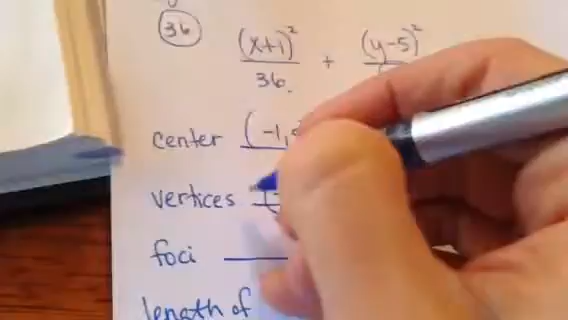 36
(x+1)² + (y-5)²
36
center (-1,
vertices
foci
length of